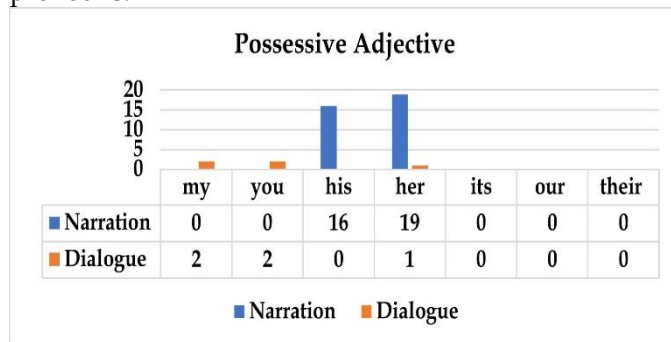 Possessive Adjective
20
15
10
5
0
my you his her its our their
Narration 0 0 16 19 0 0 0
Dialogue 2 2 0 1 0 0 0
Narration Dialogue